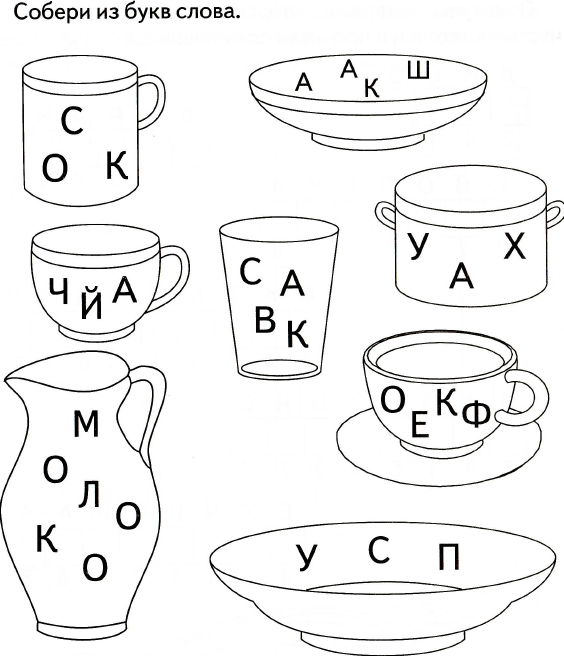 Собери из букв слова.
С
О К
А А К Ш
У А Х
Ч Й А
С А
В К
О Е К Ф
М
О
Л
О
К
О
У С П